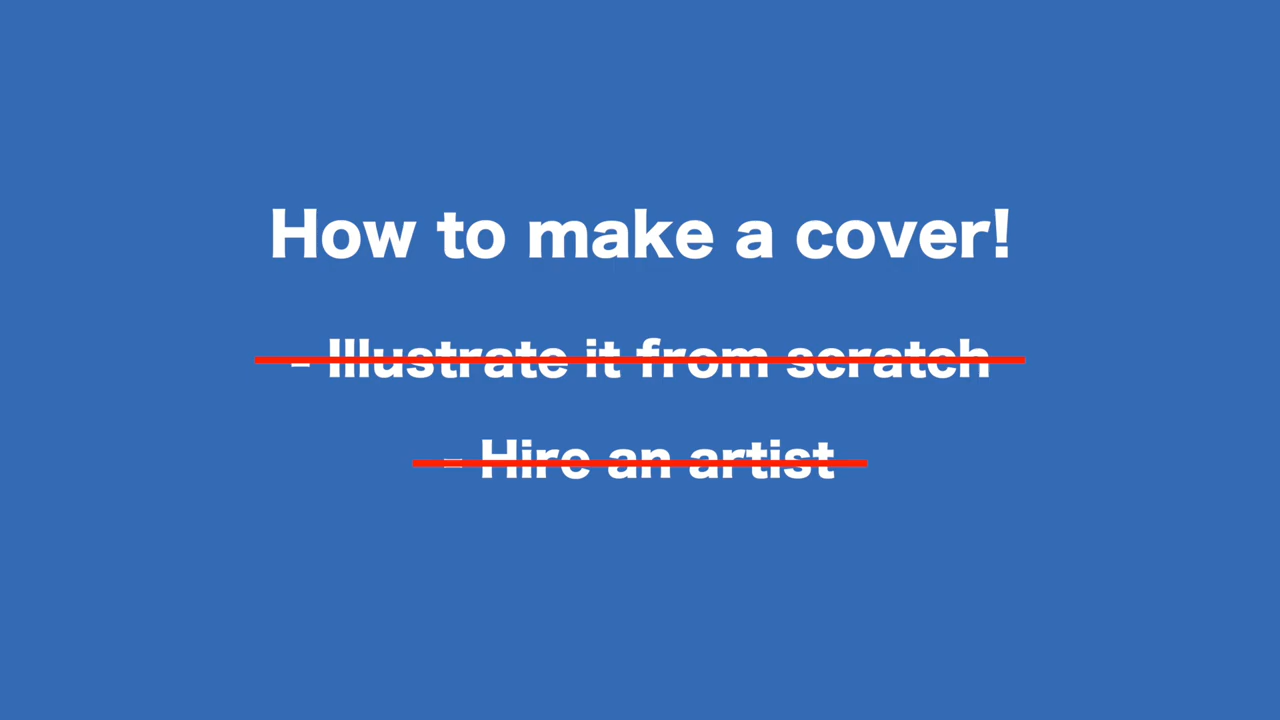 How to make a cover!
- Illustrate it from scratch
- Hire an artist